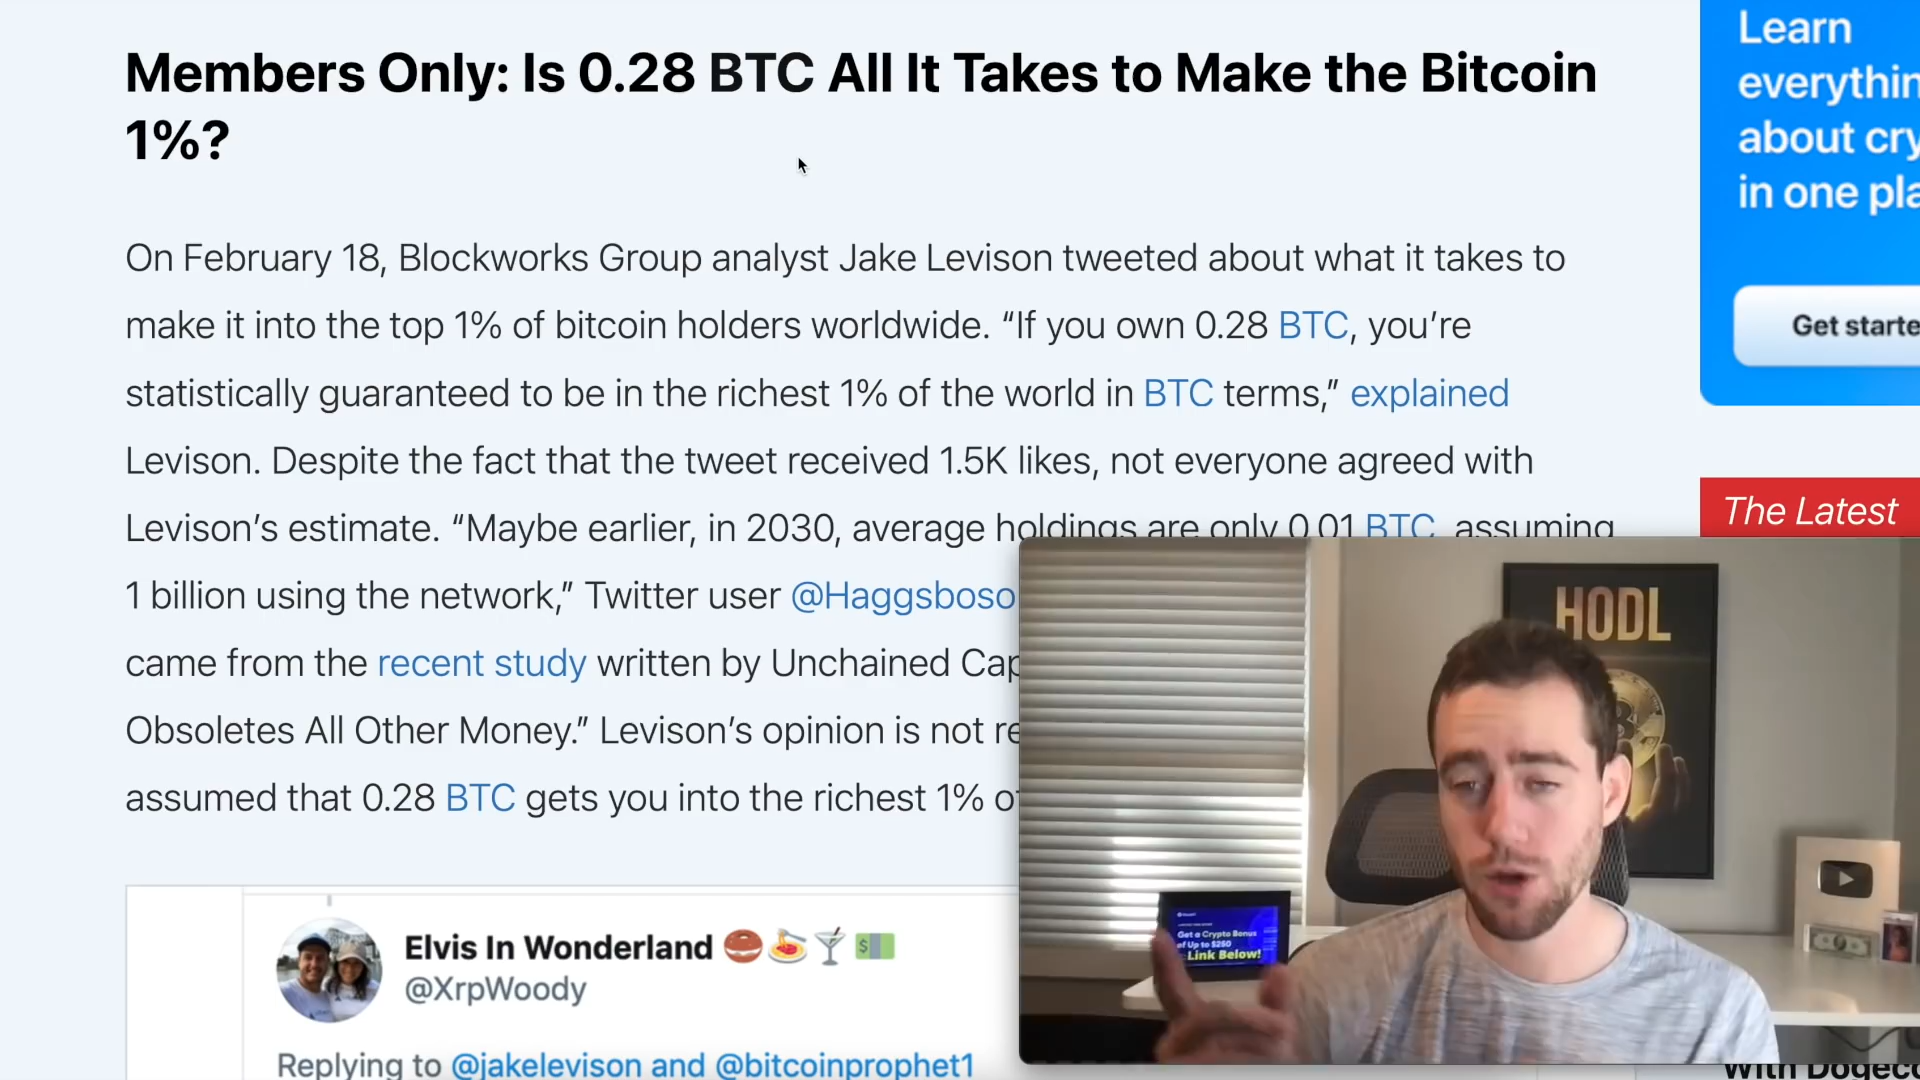 Members Only: Is 0.28 BTC All It Takes to Make the Bitcoin
1%?
On February 18, Blockworks Group analyst Jake Levison tweeted about what it takes to
make it into the top 1% of bitcoin holders worldwide. “If you own 0.28 BTC, you’re
statistically guaranteed to be in the richest 1% of the world in BTC terms,” explained
Levison. Despite the fact that the tweet received 1.5K likes, not everyone agreed with
Levison’s estimate. “Maybe earlier, in 2030, average holdings are only 0.01 BTC, assuming
1 billion using the network,” Twitter user @Haggsboso
came from the recent study written by Unchained Cap
Obsoletes All Other Money.” Levison’s opinion is not re
assumed that 0.28 BTC gets you into the richest 1% o
Elvis In Wonderland
@XrpWoody
Replying to @jakelevison and @bitcoinprophet1
Learn
everythin
about cry
in one pla
Get starte
The Latest
HODL
Get a Crypto Bonus
of Up to $250
Link Below!
With Dogeco